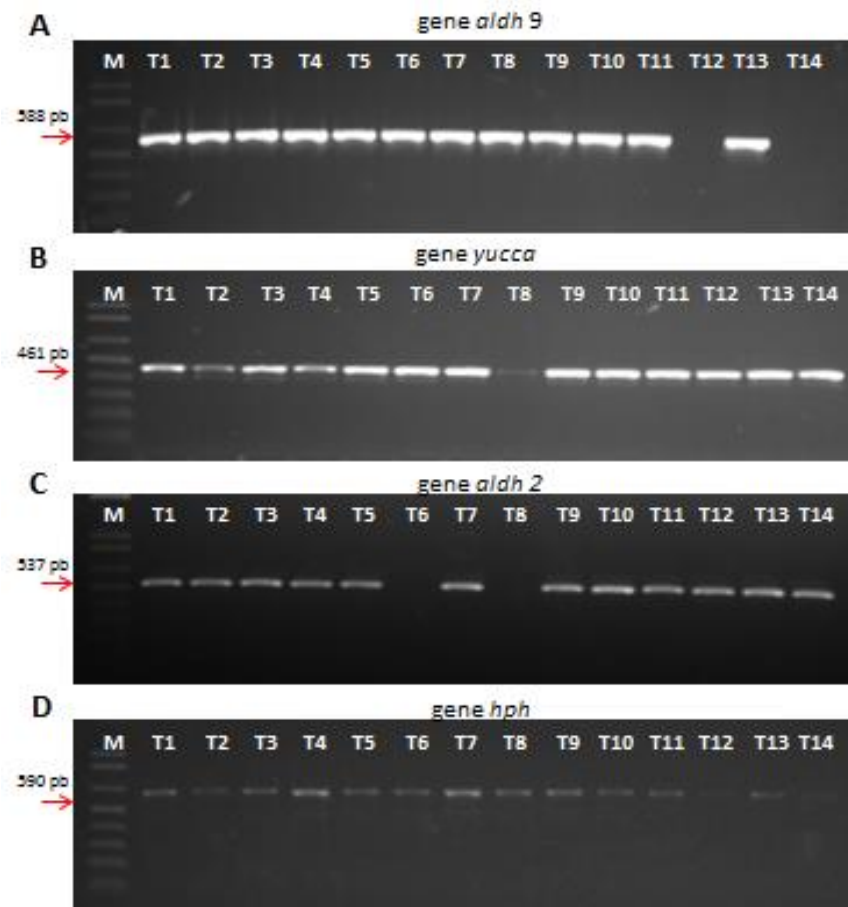 A
gene aldh 9
M T1 T2 T3 T4 T5 T6 T7 T8 T9 T10 T11 T12 T13 T14
588 pb
B
gene yucca
M T1 T2 T3 T4 T5 T6 T7 T8 T9 T10 T11 T12 T13 T14
461 pb
C
gene aldh 2
M T1 T2 T3 T4 T5 T6 T7 T8 T9 T10 T11 T12 T13 T14
537 pb
D
gene hph
M T1 T2 T3 T4 T5 T6 T7 T8 T9 T10 T11 T12 T13 T14
590 pb